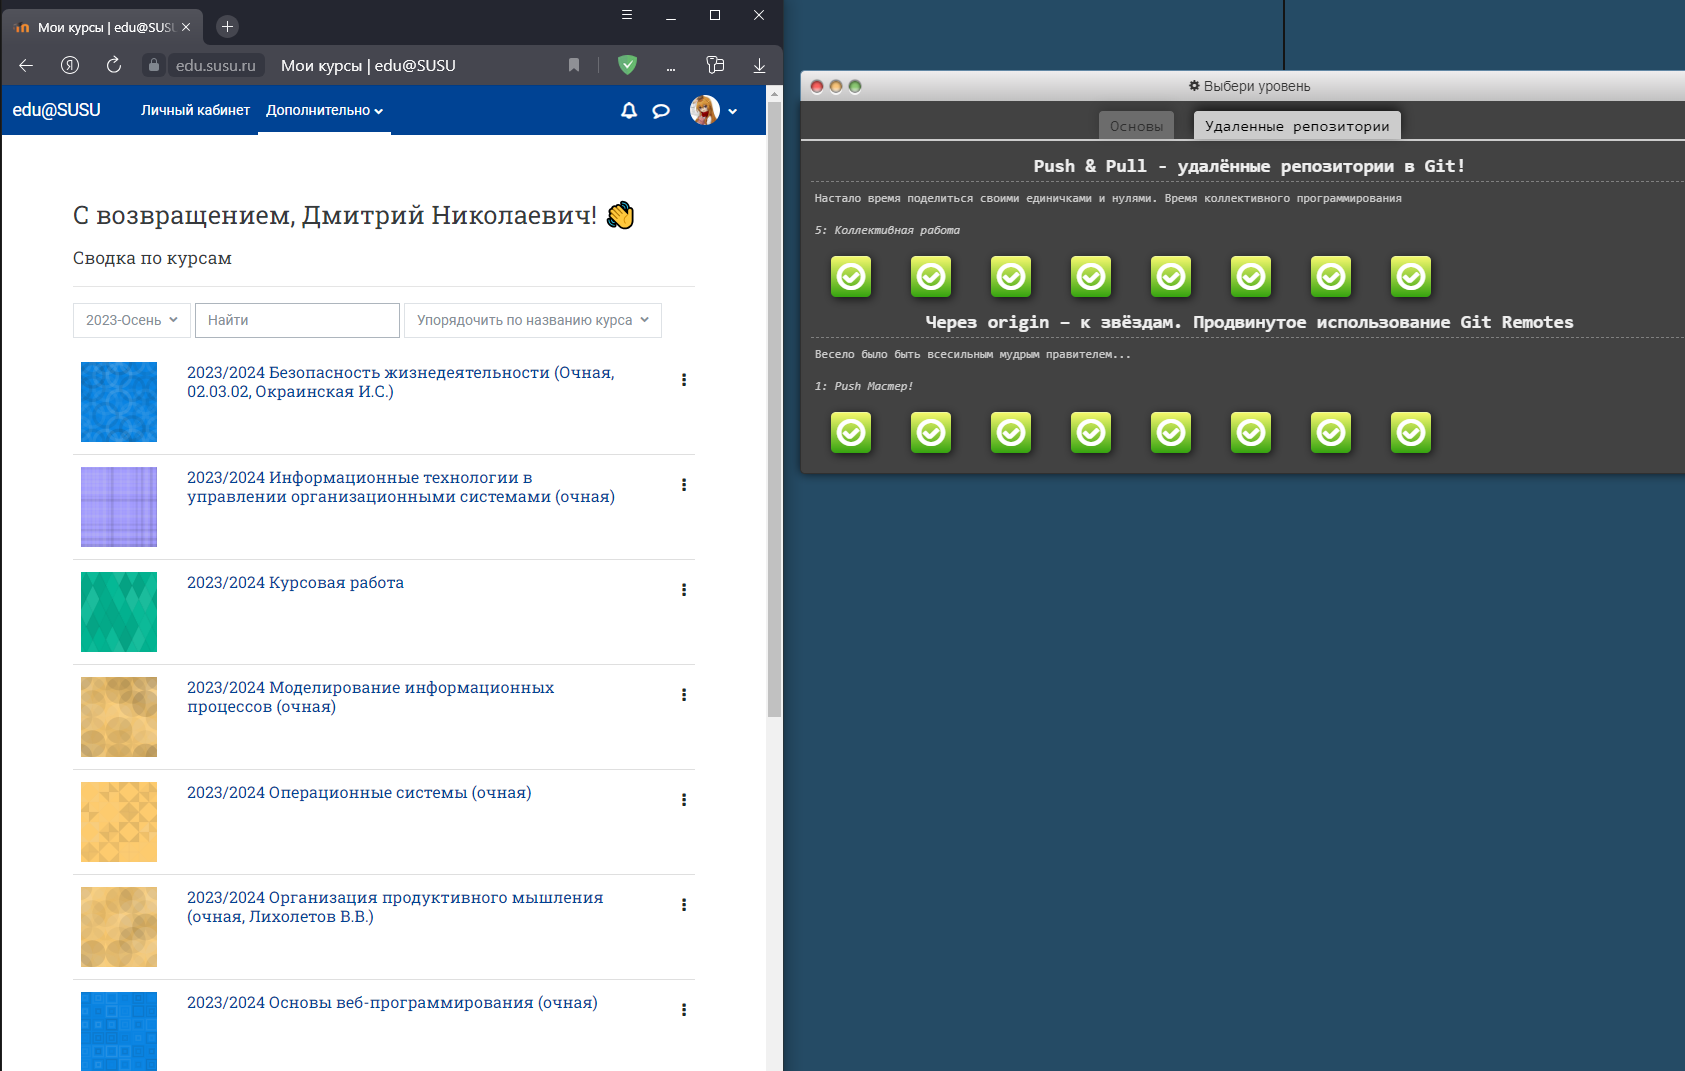 Мои курсы | edu@SUSU
edu.susu.ru
Мои курсы | edu@SUSU
edu@SUSU
Личный кабинет
Дополнительно
С возвращением, Дмитрий Николаевич!
Сводка по курсам
2023-Осень
Найти
Упорядочить по названию курса
2023/2024 Безопасность жизнедеятельности (Очная,
02.03.02, Окраинская И.С.)
2023/2024 Информационные технологии в
управлении организационными системами (очная)
2023/2024 Курсовая работа
2023/2024 Моделирование информационных
процессов (очная)
2023/2024 Операционные системы (очная)
2023/2024 Организация продуктивного мышления
(очная, Лихолетов В.В.)
2023/2024 Основы веб-программирования (очная)
Выбери уровень
Основы
Удаленные репозитории
Push & Pull - удалённые репозитории в Git!
Настало время поделиться своими единичками и нулями. Время коллективного программирования
5: Коллективная работа
Через origin – к звёздам. Продвинутое использование Git Remotes
Весело было быть всесильным мудрым правителем...
1: Push Мастер!